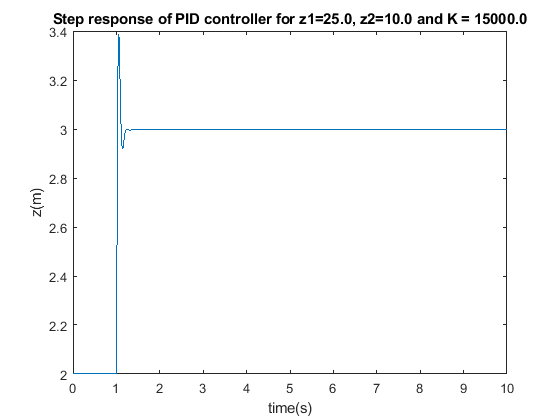 Step response of PID controller for z1=25.0, z2=10.0 and K = 15000.0
3.4
3.2
3
2.8
2.6
2.4
2.2
2
z(m)
0 1 2 3 4 5 6 7 8 9 10
time(s)